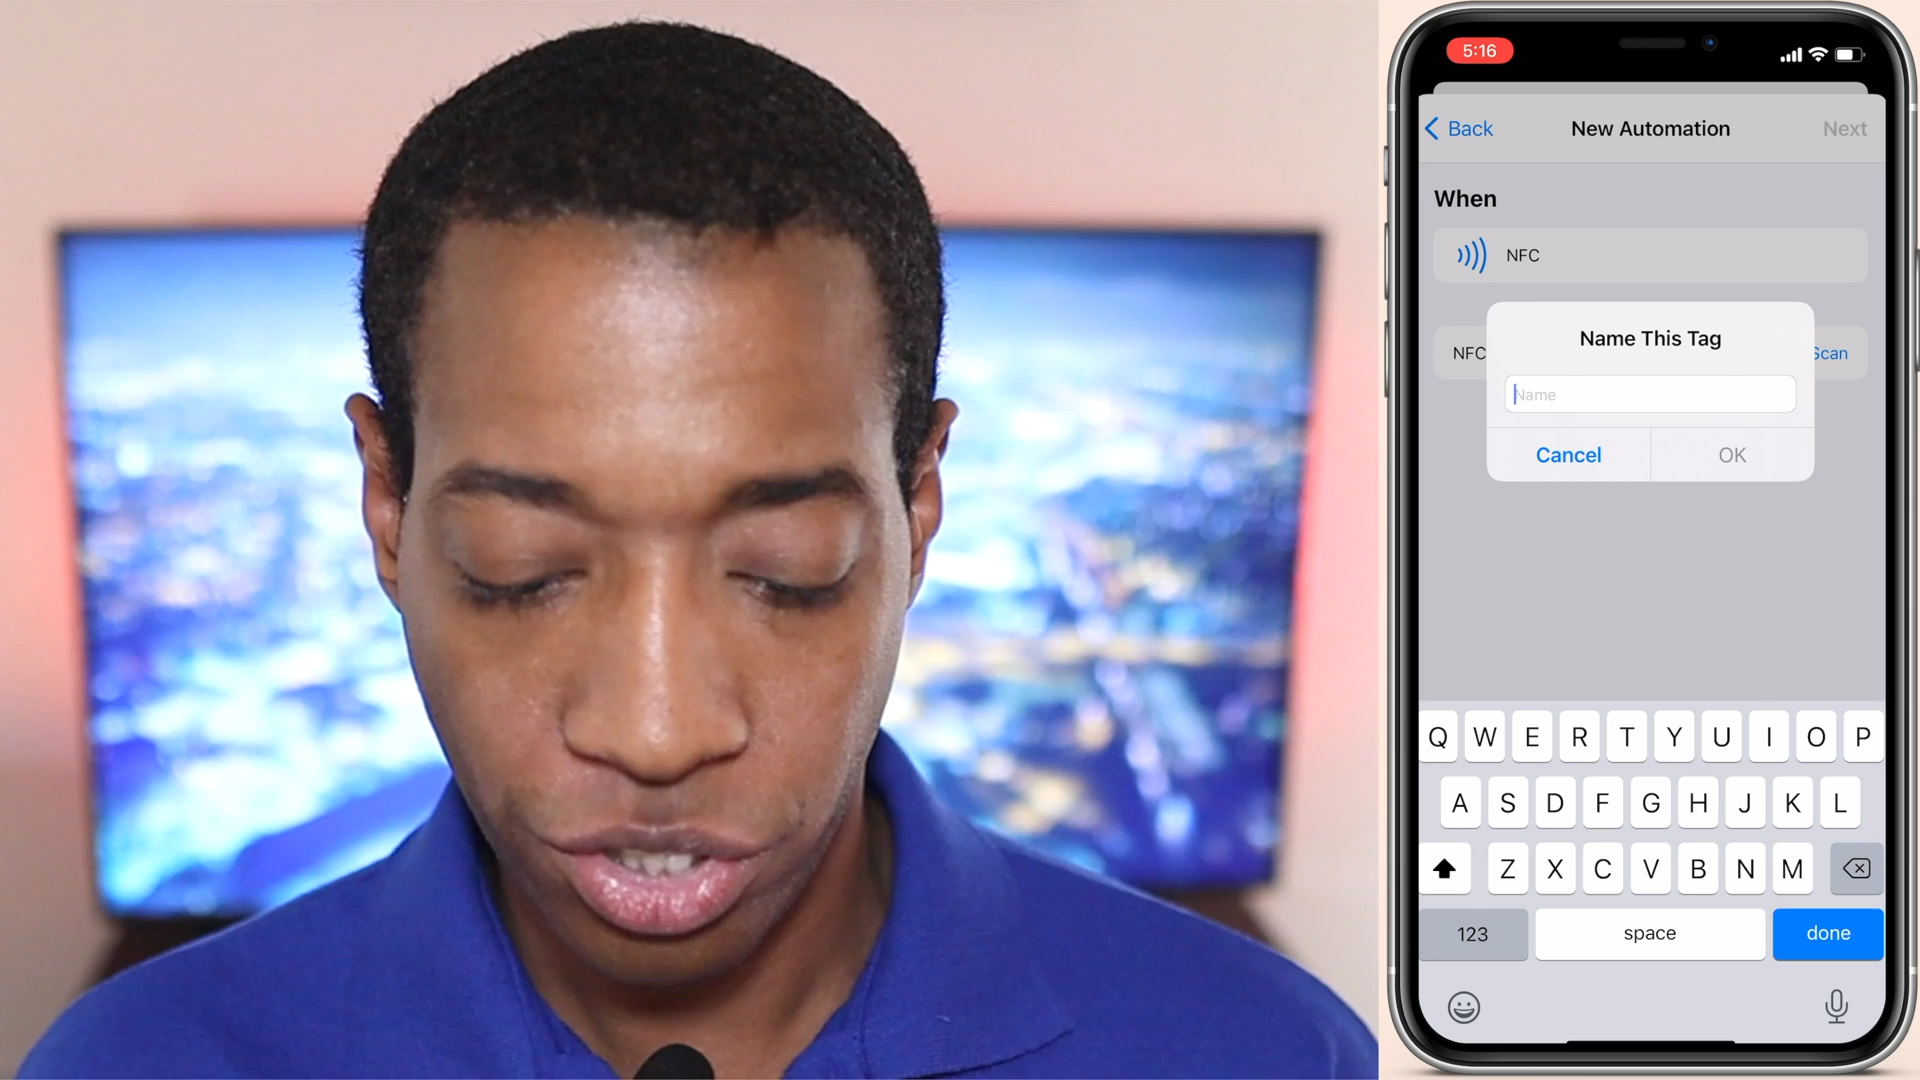 5:16
Back
New Automation
Next
When
NFC
NFC
Scan
Name This Tag
Name
Cancel
OK
Q W E R T Y U I O P
A S D F G H J K L
Z X C V B N M
123
space
done